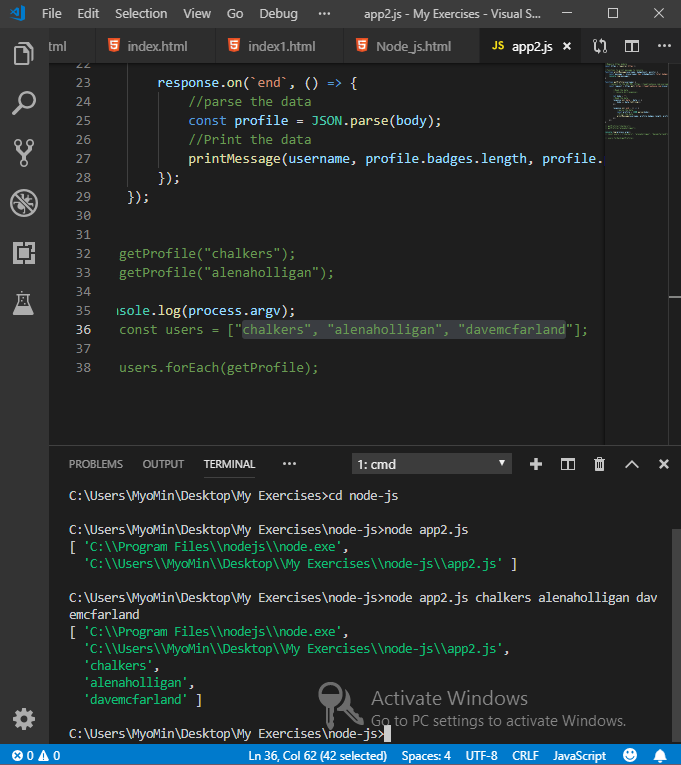 File Edit Selection View Go Debug ··· app2.js - My Exercises - Visual S...
tml index.html index1.html Node_js.html JS app2.js
22
23 response.on(`end`, () => {
24 //parse the data
25 const profile = JSON.parse(body);
26 //Print the data
27 printMessage(username, profile.badges.length, profile.
28 });
29 });
30
31
32 getProfile("chalkers");
33 getProfile("alenaholligan");
34
35 nsole.log(process.argv);
36 const users = ["chalkers", "alenaholligan", "davemcfarland"];
37
38 users.forEach(getProfile);
PROBLEMS OUTPUT TERMINAL ··· 1: cmd
C:\Users\MyoMin\Desktop\My Exercises>cd node-js
C:\Users\MyoMin\Desktop\My Exercises\node-js>node app2.js
[ 'C:\\Program Files\\nodejs\\node.exe',
'C:\\Users\\MyoMin\\Desktop\\My Exercises\\node-js\\app2.js' ]
C:\Users\MyoMin\Desktop\My Exercises\node-js>node app2.js chalkers alenaholligan dav
emcfarland
[ 'C:\\Program Files\\nodejs\\node.exe',
'C:\\Users\\MyoMin\\Desktop\\My Exercises\\node-js\\app2.js',
'chalkers',
'alenaholligan',
'davemcfarland' ]
Activate Windows
Go to PC settings to activate Windows.
C:\Users\MyoMin\Desktop\My Exercises\node-js>
0 0 Ln 36, Col 62 (42 selected) Spaces: 4 UTF-8 CRLF JavaScript